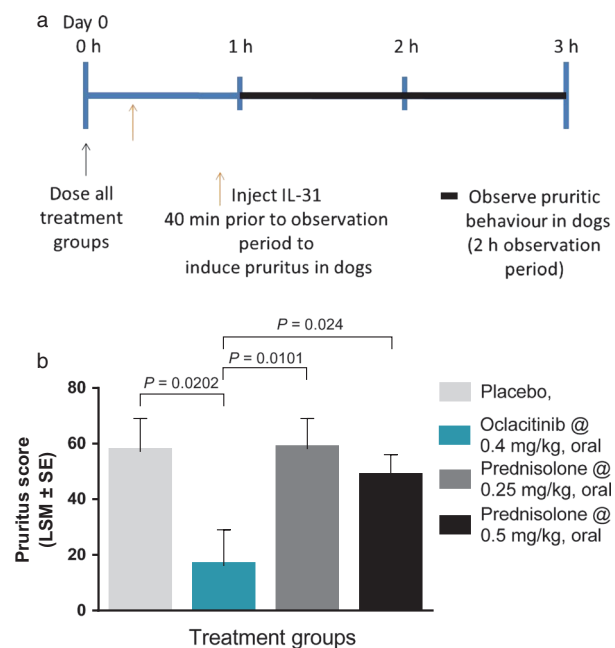 a
Day 0
0 h 1 h 2 h 3 h
Dose all
treatment
groups
Inject IL-31
40 min prior to observation
period to
induce pruritus in dogs
Observe pruritic
behaviour in dogs
(2 h observation
period)
b
P = 0.024
P = 0.0101
P = 0.0202
80
60
40
20
0
Pruritus score
(LSM ± SE)
Treatment groups
Placebo,
Oclacitinib @
0.4 mg/kg, oral
Prednisolone @
0.25 mg/kg, oral
Prednisolone @
0.5 mg/kg, oral